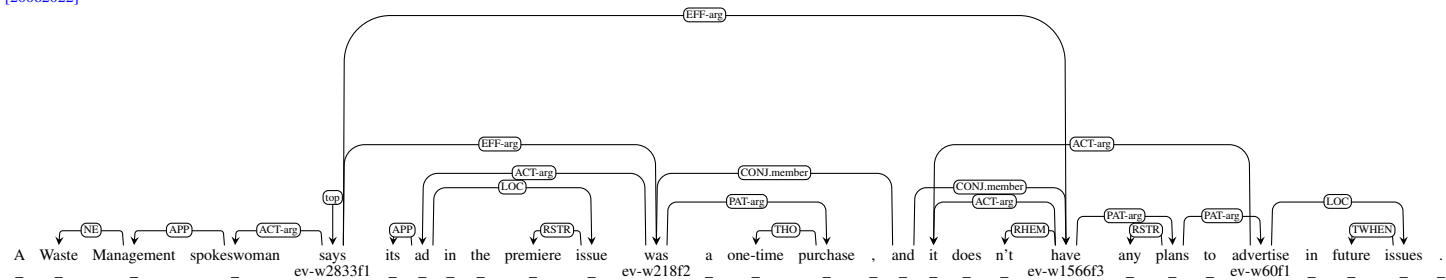 [20062022]
EFF-arg
EFF-arg ACT-arg
ACT-arg CONJ.member
top LOC PAT-arg CONJ.member ACT-arg LOC
NE APP ACT-arg APP RSTR THO RHEM PAT-arg RSTR PAT-arg TWHEN
A Waste Management spokeswoman says its ad in the premiere issue was a one-time purchase , and it does n't have any plans to advertise in future issues .
_ _ _ _ ev-w2833f1 _ _ _ _ _ _ ev-w218f2 _ _ _ _ _ _ _ _ ev-w1566f3 _ _ _ ev-w60f1 _ _ _ _